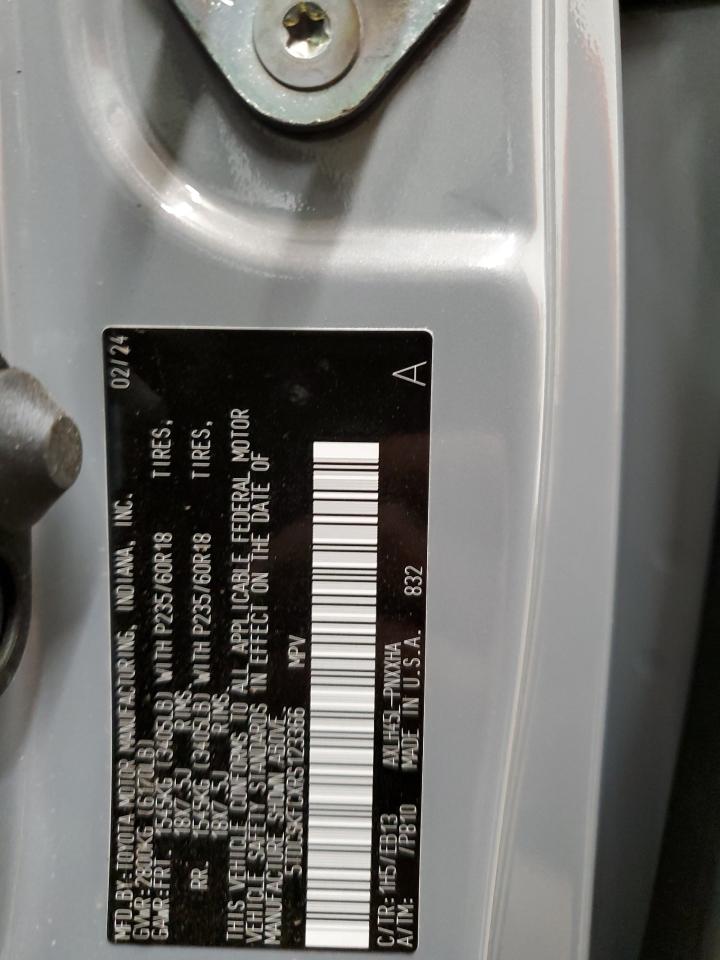 MFD.BY:TOYOTA MOTOR MANUFACTURING, INDIANA, INC. 02/24
GVWR:2800KG (6170LB)
GAWR:FRT. 1545KG (3405LB) WITH P235/60R18 TIRES,
18X7.5J RIMS.
RR. 1545KG (3405LB) WITH P235/60R18 TIRES,
18X7.5J RIMS.
THIS VEHICLE CONFORMS TO ALL APPLICABLE FEDERAL MOTOR
VEHICLE SAFETY STANDARDS IN EFFECT ON THE DATE OF
MANUFACTURE SHOWN ABOVE.
MPV
C/TR: 1H5/EB13 AXLH45L-PNXXHA
A/TM: /P810 MADE IN U.S.A. 832
A